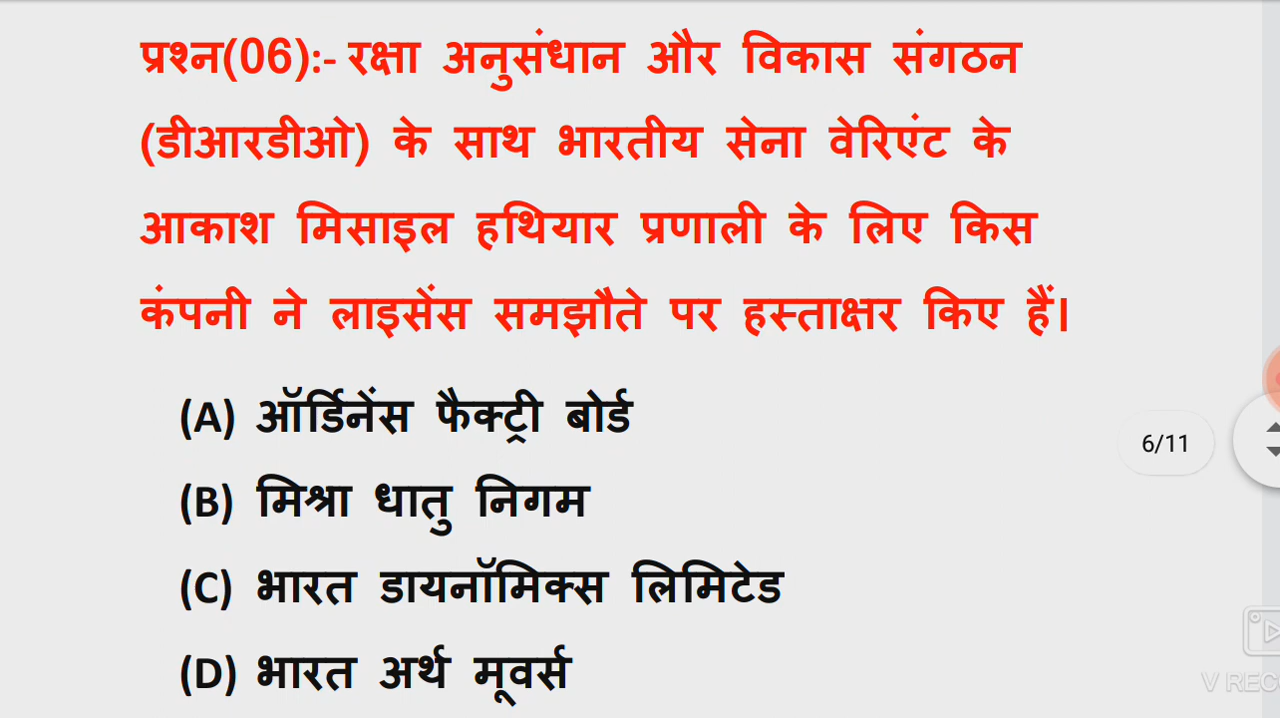 प्रश्न(06):- रक्षा अनुसंधान और विकास संगठन
(डीआरडीओ) के साथ भारतीय सेना वेरिएंट के
आकाश मिसाइल हथियार प्रणाली के लिए किस
कंपनी ने लाइसेंस समझौते पर हस्ताक्षर किए हैं।
(A) ऑर्डिनेंस फैक्ट्री बोर्ड
(B) मिश्रा धातु निगम
6/11
(C) भारत डायनॉमिक्स लिमिटेड
(D) भारत अर्थ मूवर्स
V REC